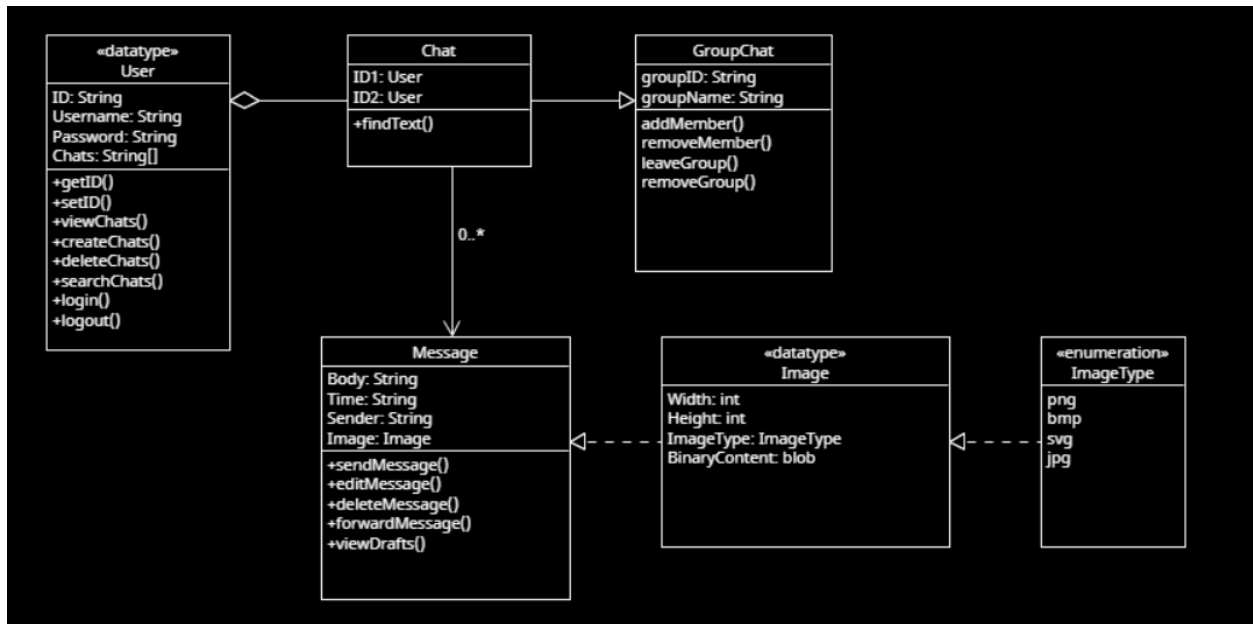 «datatype»
User
ID: String
Username: String
Password: String
Chats: String[]
+getID()
+setID()
+viewChats()
+createChats()
+deleteChats()
+searchChats()
+login()
+logout()
Chat
ID1: User
ID2: User
+findText()
GroupChat
groupID: String
groupName: String
addMember()
removeMember()
leaveGroup()
removeGroup()
0..*
Message
Body: String
Time: String
Sender: String
Image: Image
+sendMessage()
+editMessage()
+deleteMessage()
+forwardMessage()
+viewDrafts()
«datatype»
Image
Width: int
Height: int
ImageType: ImageType
BinaryContent: blob
«enumeration»
ImageType
png
bmp
svg
jpg